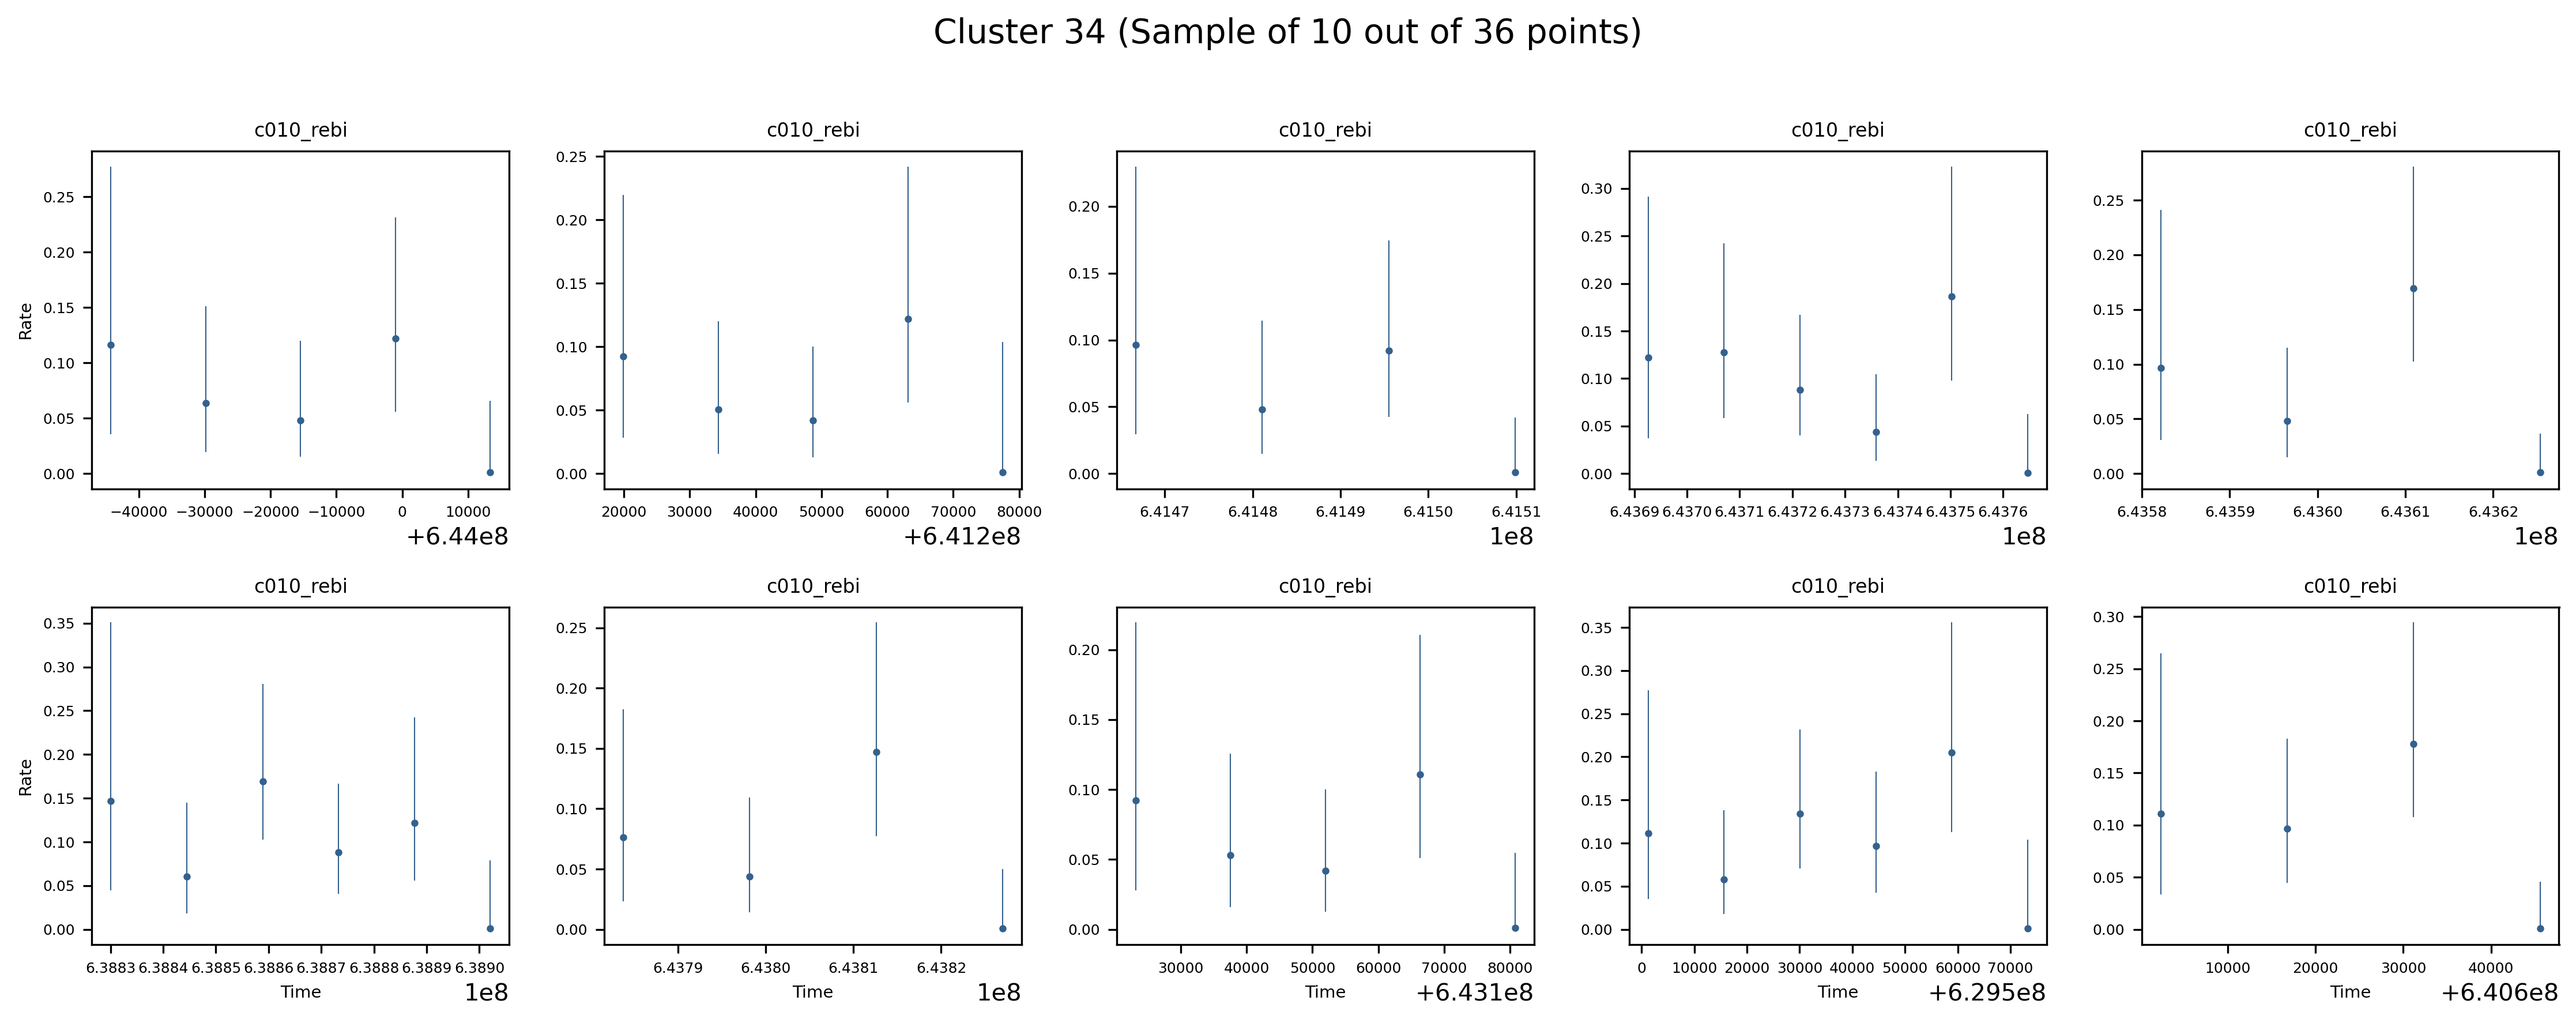 Cluster 34 (Sample of 10 out of 36 points)
c010_rebi c010_rebi c010_rebi c010_rebi c010_rebi
Rate
0.25
0.20
0.15
0.10
0.05
0.00
−40000 −30000 −20000 −10000 0 10000
+6.44e8
0.25
0.20
0.15
0.10
0.05
0.00
20000 30000 40000 50000 60000 70000 80000
+6.412e8
0.20
0.15
0.10
0.05
0.00
6.4147 6.4148 6.4149 6.4150 6.4151
1e8
0.30
0.25
0.20
0.15
0.10
0.05
0.00
6.4369 6.4370 6.4371 6.4372 6.4373 6.4374 6.4375 6.4376
1e8
0.25
0.20
0.15
0.10
0.05
0.00
6.4358 6.4359 6.4360 6.4361 6.4362
1e8
c010_rebi c010_rebi c010_rebi c010_rebi c010_rebi
Rate
0.35
0.30
0.25
0.20
0.15
0.10
0.05
0.00
6.3883 6.3884 6.3885 6.3886 6.3887 6.3888 6.3889 6.3890
Time 1e8
0.25
0.20
0.15
0.10
0.05
0.00
6.4379 6.4380 6.4381 6.4382
Time 1e8
0.20
0.15
0.10
0.05
0.00
30000 40000 50000 60000 70000 80000
Time +6.431e8
0.35
0.30
0.25
0.20
0.15
0.10
0.05
0.00
0 10000 20000 30000 40000 50000 60000 70000
Time +6.295e8
0.30
0.25
0.20
0.15
0.10
0.05
0.00
10000 20000 30000 40000
Time +6.406e8